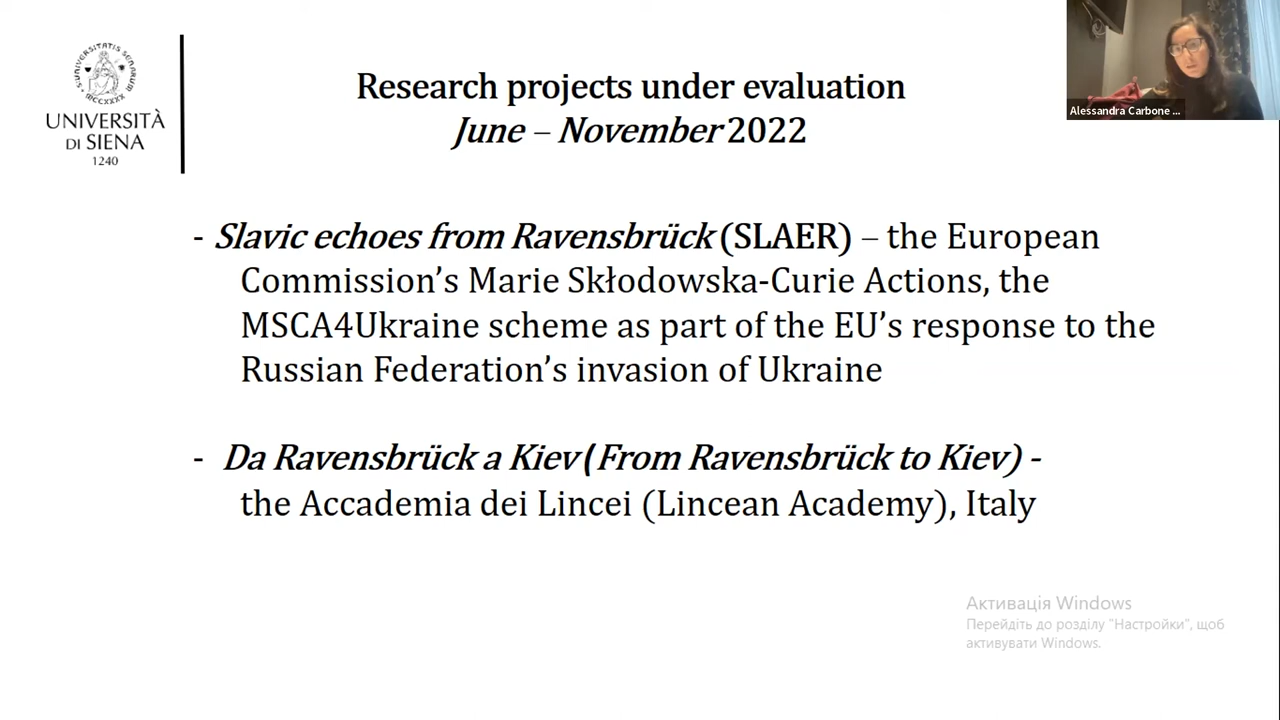 UNIVERSITÀ
DI SIENA
1240
Research projects under evaluation
June – November 2022
- Slavic echoes from Ravensbrück (SLAER) – the European
Commission’s Marie Skłodowska-Curie Actions, the
MSCA4Ukraine scheme as part of the EU’s response to the
Russian Federation’s invasion of Ukraine
- Da Ravensbrück a Kiev (From Ravensbrück to Kiev) -
the Accademia dei Lincei (Lincean Academy), Italy
Alessandra Carbone ...
Активація Windows
Перейдіть до розділу "Настройки", щоб
активувати Windows.